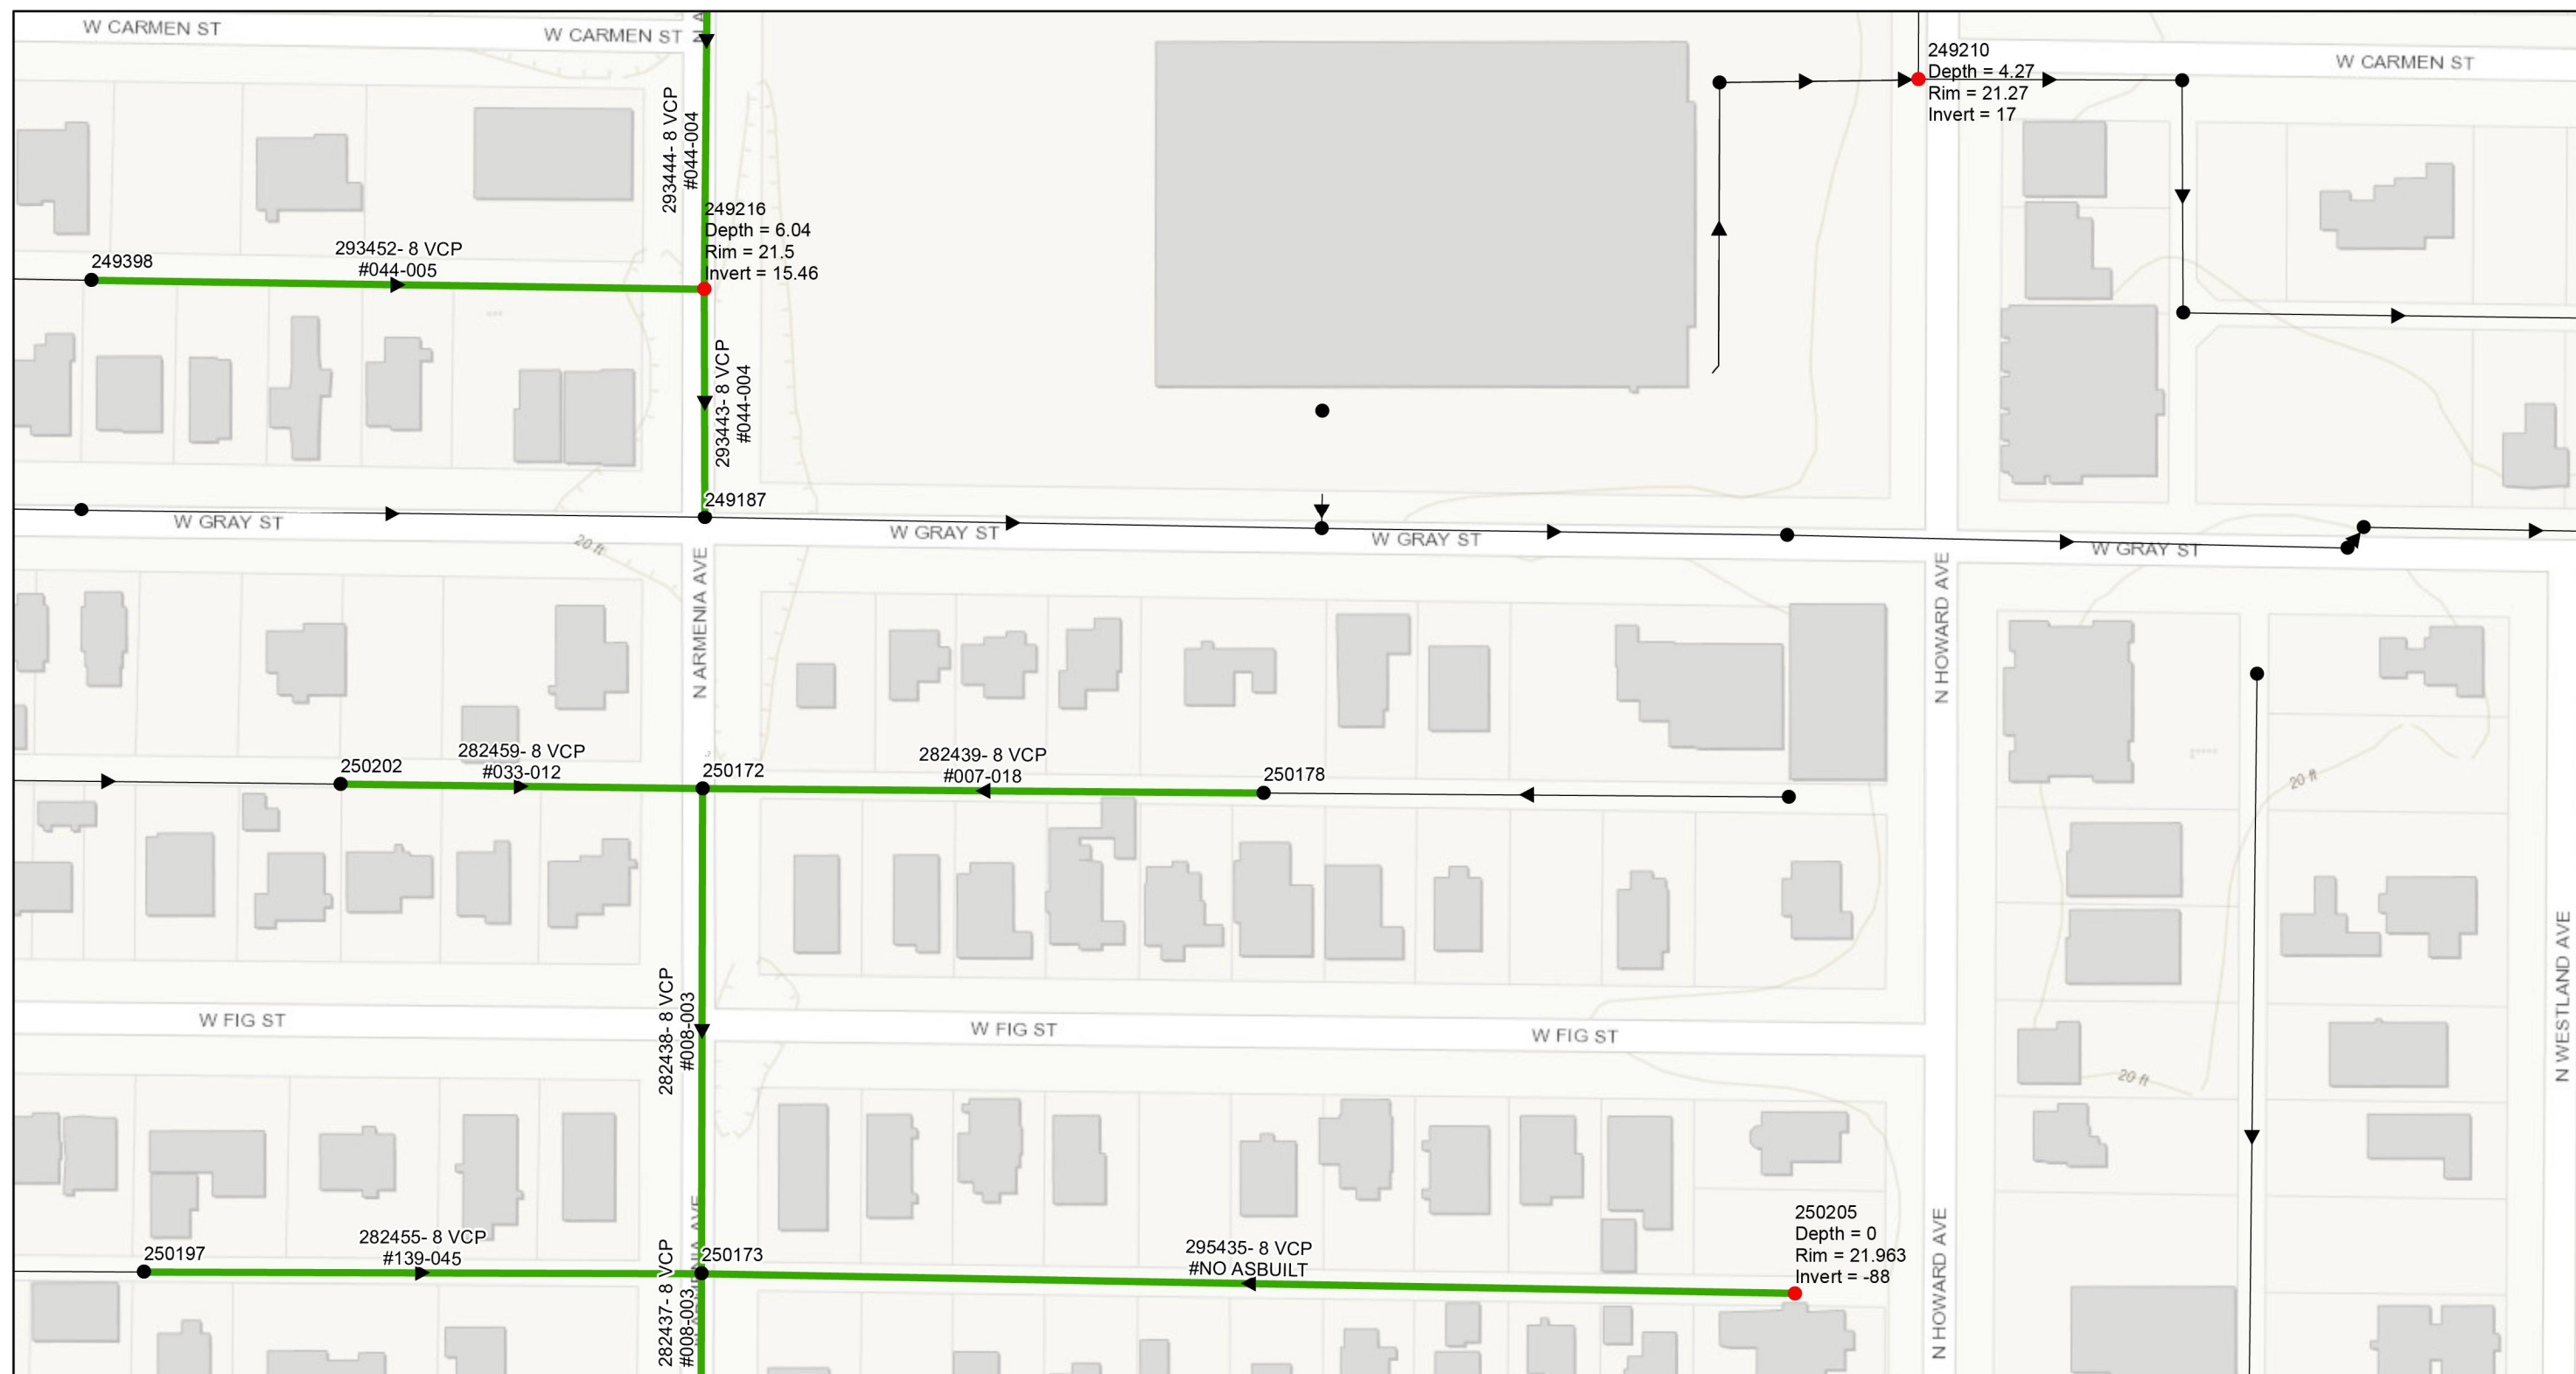 W CARMEN ST
W CARMEN ST
N A
249210
Depth = 4.27
Rim = 21.27
Invert = 17
W CARMEN ST
293444- 8 VCP
#044-004
249216
Depth = 6.04
Rim = 21.5
Invert = 15.46
249398
293452- 8 VCP
#044-005
293443- 8 VCP
#044-004
249187
W GRAY ST
W GRAY ST
W GRAY ST
W GRAY ST
20 ft
N ARMENIA AVE
N HOWARD AVE
250202
282459- 8 VCP
#033-012
250172
282439- 8 VCP
#007-018
250178
20 ft
282438- 8 VCP
#008-003
W FIG ST
W FIG ST
W FIG ST
N WESTLAND AVE
20 ft
250197
282455- 8 VCP
#139-045
250173
295435- 8 VCP
#NO ASBUILT
250205
Depth = 0
Rim = 21.963
Invert = -88
282437- 8 VCP
#008-003
N ARMENIA AVE
N HOWARD AVE